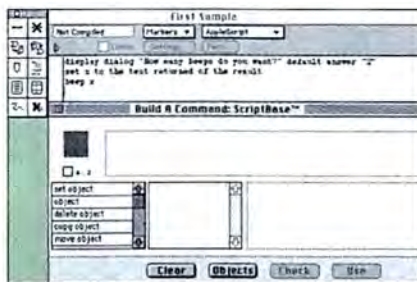 First Sample
Not Compiled
Markers
AppleScript
display dialog "How many beeps do you want?" default answer "2"
set x to the text returned of the result
beep x
Build A Command: ScriptBase™
set object
object
delete object
copy object
move object
Clear
Objects
Check
Use